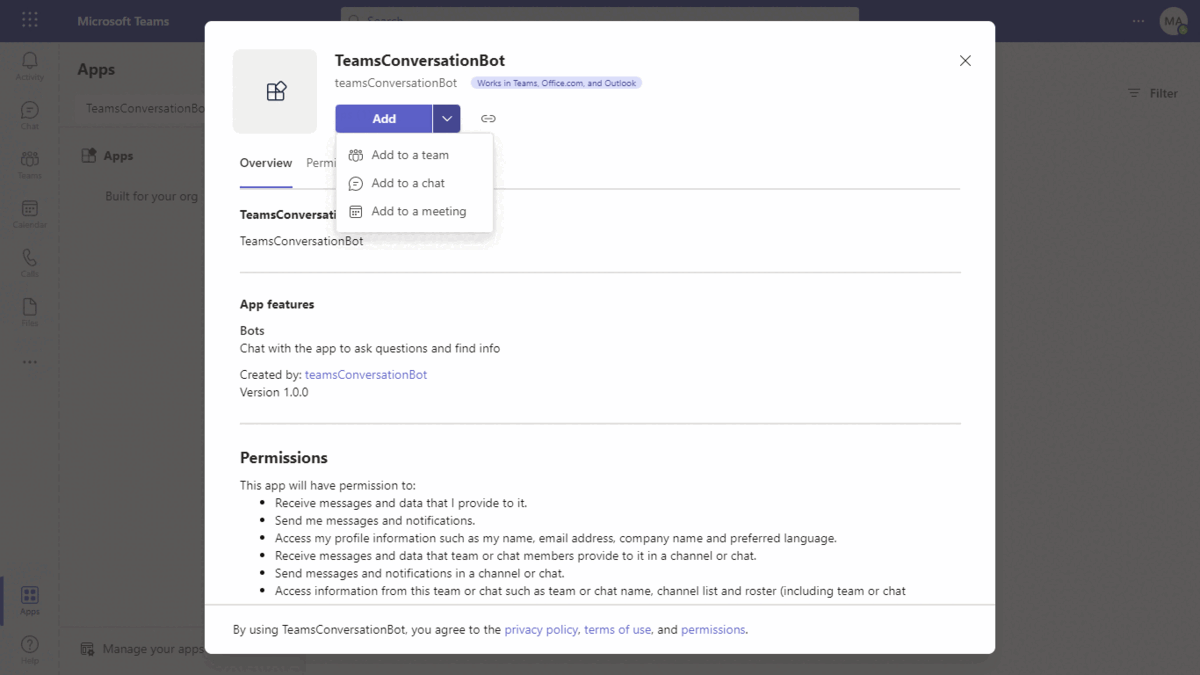 Microsoft Teams
Search
MA
TeamsConversationBot
teamsConversationBot
Works in Teams, Office.com, and Outlook
Add
Add to a team
Add to a chat
Add to a meeting
Overview
Permi
TeamsConversati
TeamsConversationBot
App features
Bots
Chat with the app to ask questions and find info
Created by: teamsConversationBot
Version 1.0.0
Permissions
This app will have permission to:
Receive messages and data that I provide to it.
Send me messages and notifications.
Access my profile information such as my name, email address, company name and preferred language.
Receive messages and data that team or chat members provide to it in a channel or chat.
Send messages and notifications in a channel or chat.
Access information from this team or chat such as team or chat name, channel list and roster (including team or chat
By using TeamsConversationBot, you agree to the privacy policy, terms of use, and permissions.
Activity
Chat
Teams
Calendar
Calls
Files
Apps
Help
Apps
TeamsConversationBo
Apps
Built for your org
Manage your apps
Filter